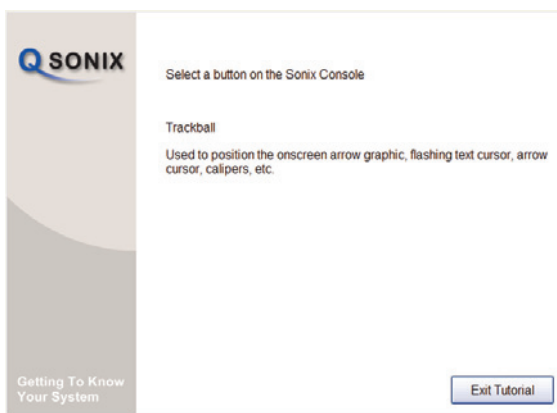 Q SONIX
Select a button on the Sonix Console
Trackball
Used to position the onscreen arrow graphic, flashing text cursor, arrow
cursor, calipers, etc.
Getting To Know
Your System
Exit Tutorial